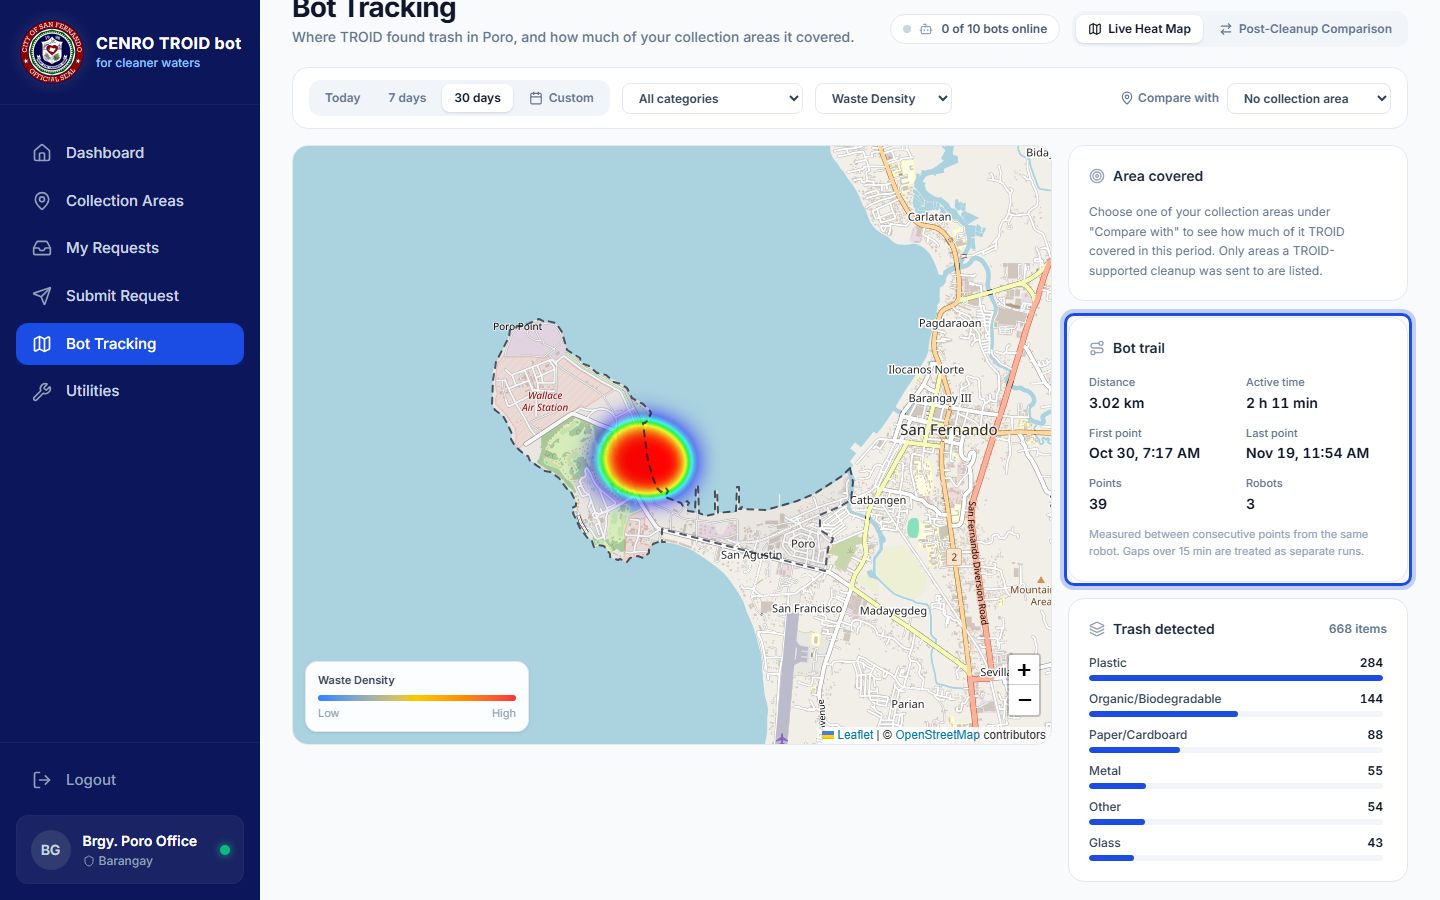 CITY OF SAN FERNANDO
OFFICIAL SEAL
CENRO TROID bot
for cleaner waters
Dashboard
Collection Areas
My Requests
Submit Request
Bot Tracking
Utilities
Logout
BG
Brgy. Poro Office
Barangay
Bot Tracking
Where TROID found trash in Poro, and how much of your collection areas it covered.
0 of 10 bots online
Live Heat Map
Post-Cleanup Comparison
Today
7 days
30 days
Custom
All categories
Waste Density
Compare with
No collection area
Bida
Carlatan
Pagdaraoan
Poro Point
Ilocanos Norte
Wallace
Air Station
Barangay III
San Fernando
Catbangen
San Fernando Diversion Road
Poro
San Agustin
2
Mountain
Area
San Francisco
Madayegdeg
Sevilla
Parian
venue
+
−
Waste Density
Low
High
Leaflet | © OpenStreetMap contributors
Area covered
Choose one of your collection areas under
"Compare with" to see how much of it TROID
covered in this period. Only areas a TROID-
supported cleanup was sent to are listed.
Bot trail
Distance
3.02 km
Active time
2 h 11 min
First point
Oct 30, 7:17 AM
Last point
Nov 19, 11:54 AM
Points
39
Robots
3
Measured between consecutive points from the same
robot. Gaps over 15 min are treated as separate runs.
Trash detected
668 items
Plastic
284
Organic/Biodegradable
144
Paper/Cardboard
88
Metal
55
Other
54
Glass
43